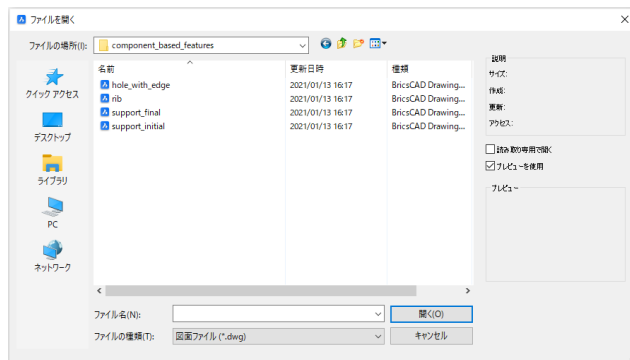 ファイルを開く
ファイルの場所(I):
component_based_features
名前
更新日時
種類
hole_with_edge
2021/01/13 16:17
BricsCAD Drawing...
rib
2021/01/13 16:17
BricsCAD Drawing...
support_final
2021/01/13 16:17
BricsCAD Drawing...
support_initial
2021/01/13 16:17
BricsCAD Drawing...
クイック アクセス
デスクトップ
ライブラリ
PC
ネットワーク
ファイル名(N):
開く(O)
ファイルの種類(T):
図面ファイル (*.dwg)
キャンセル
説明
サイズ:
作成:
更新:
アクセス:
読み取り専用で開く
プレビューを使用
プレビュー